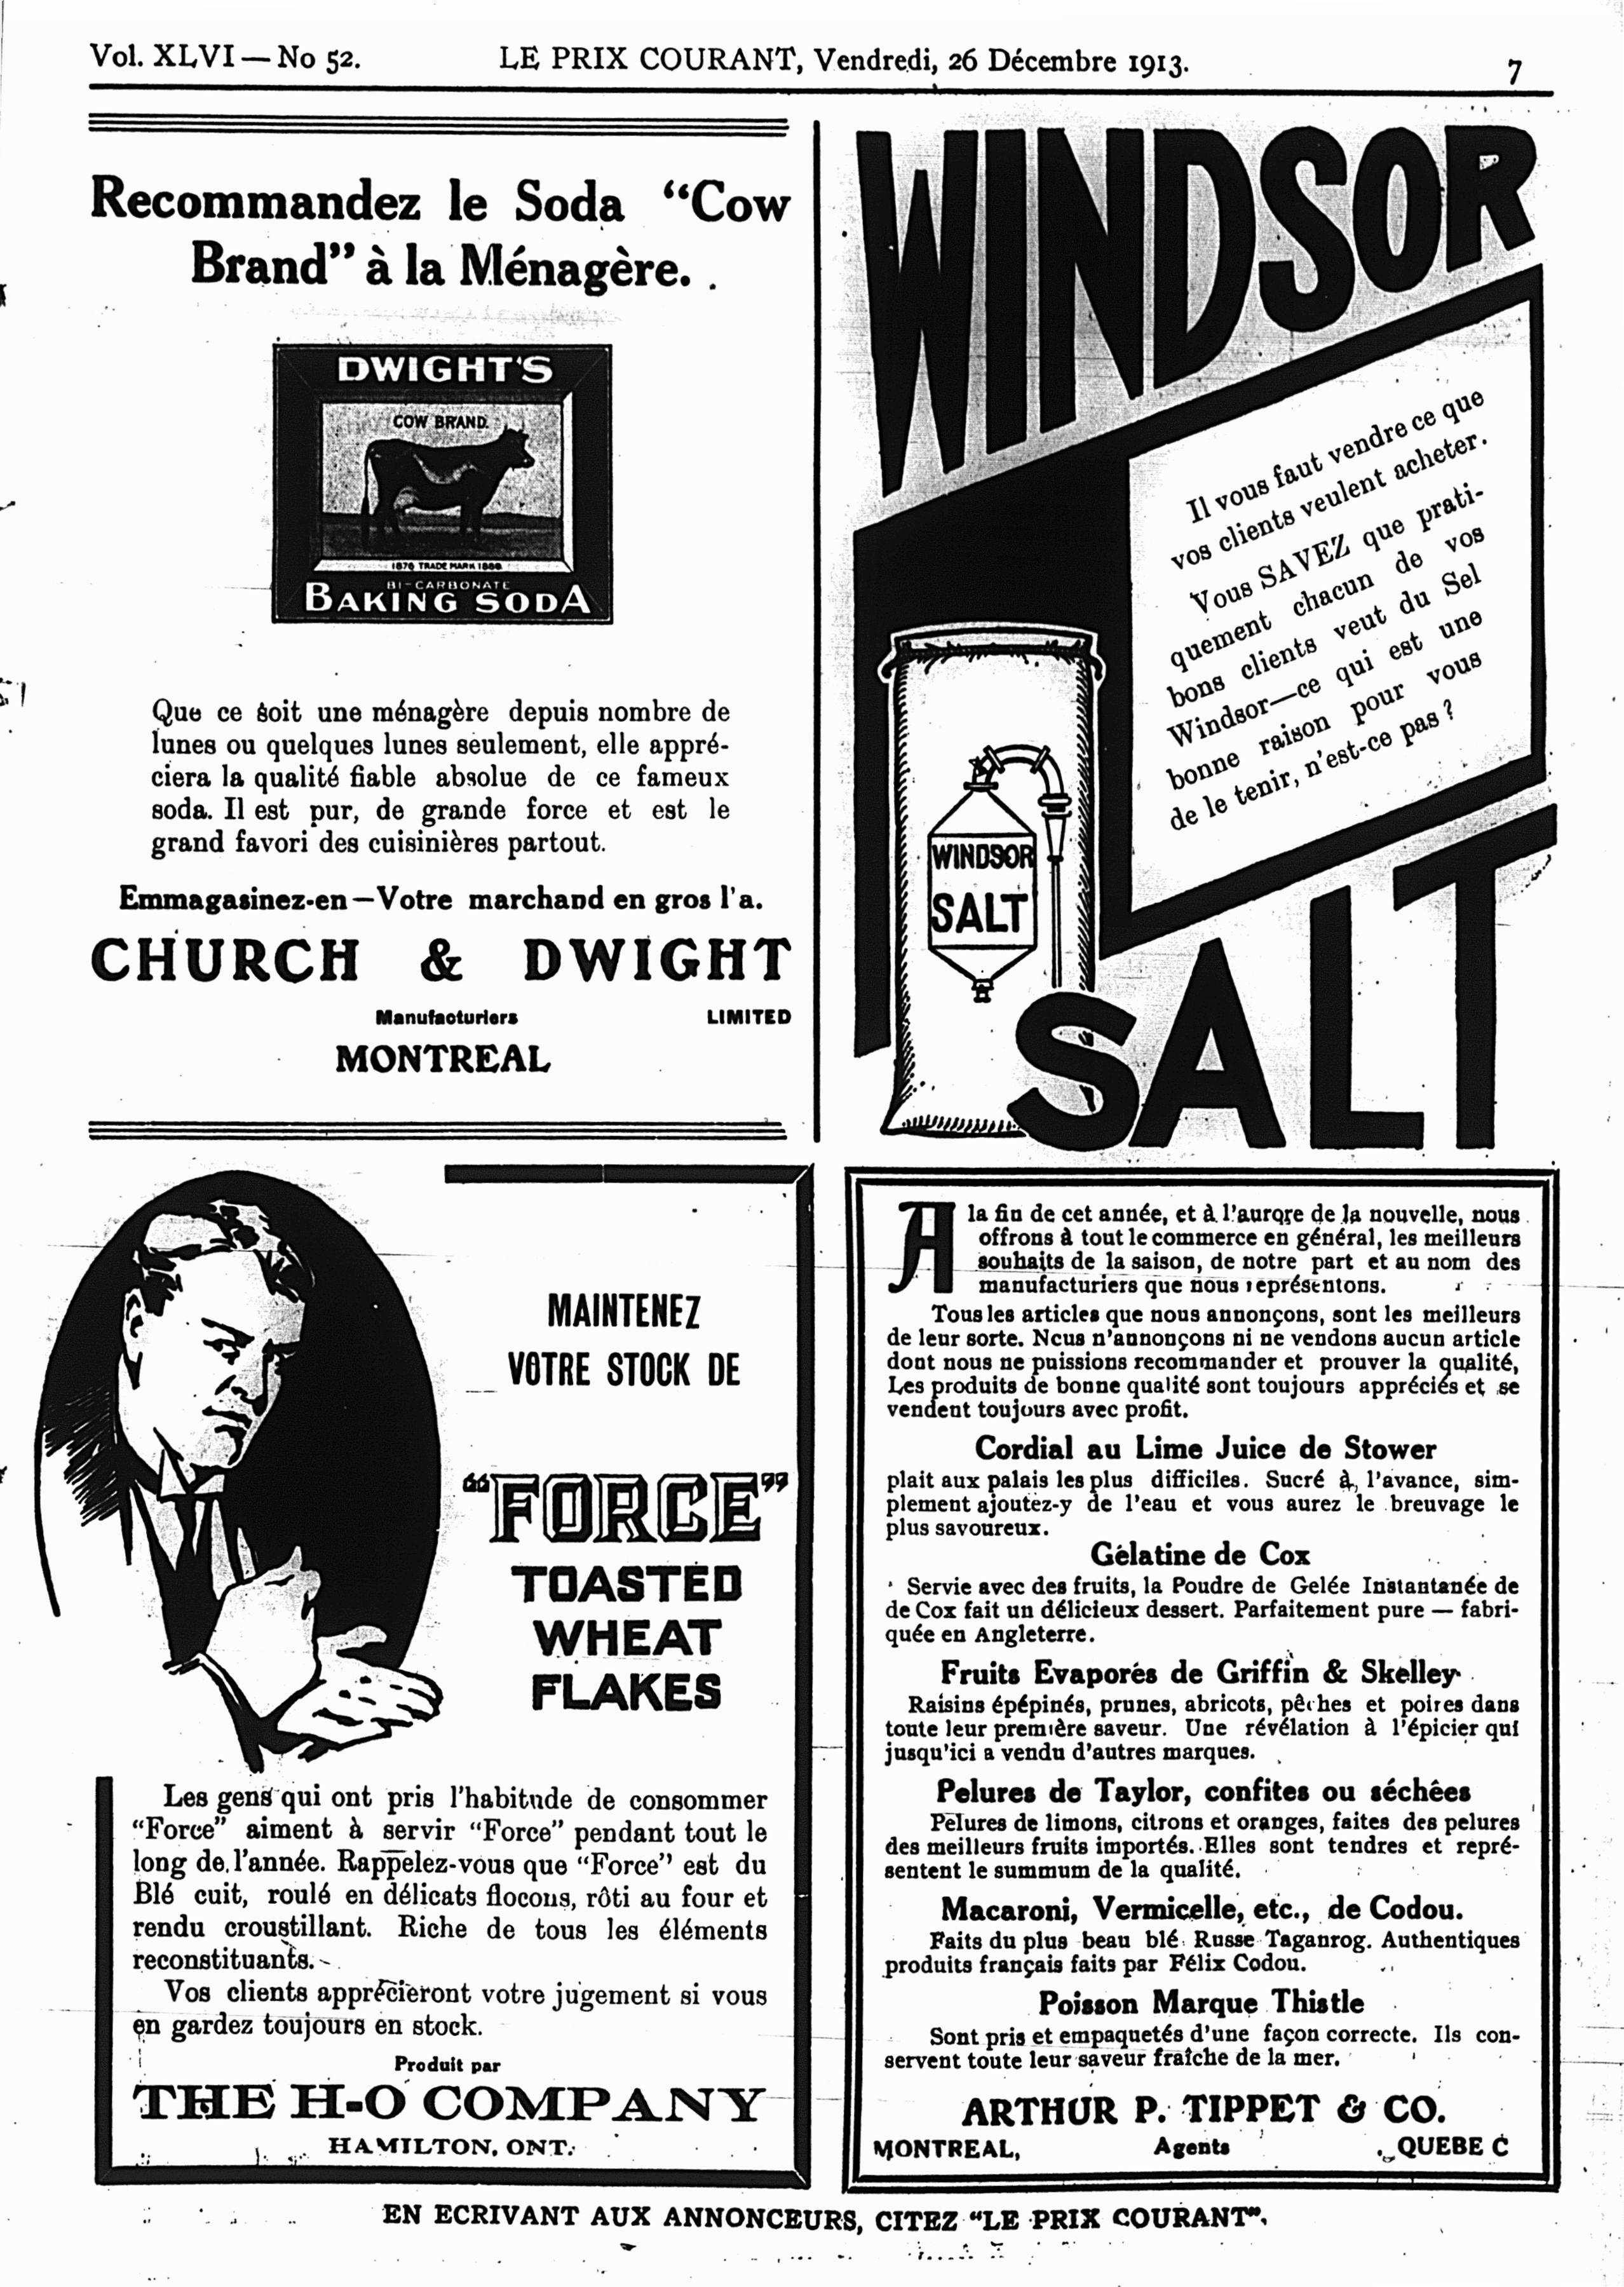 Vol. XLVI — No 52. LE PRIX COURANT, Vendredi, 26 Décembre 1913. 7
Recommandez le Soda “Cow
Brand” à la Ménagère.
DWIGHT'S
COW BRAND.
1876 TRADE MARK 1888
BI-CARBONATE
BAKING SODA
Que ce soit une ménagère depuis nombre de
lunes ou quelques lunes seulement, elle appré-
ciera la qualité fiable absolue de ce fameux
soda. Il est pur, de grande force et est le
grand favori des cuisinières partout.
Emmagasinez-en — Votre marchand en gros l'a.
CHURCH & DWIGHT
Manufacturiers LIMITED
MONTREAL
WINDSOR
Il vous faut vendre ce que
vos clients veulent acheter.
Vous SAVEZ que prati-
quement chacun de vos
bons clients veut du Sel
Windsor—ce qui est une
bonne raison pour vous
de le tenir, n'est-ce pas ?
WINDSOR
SALT
SALT
MAINTENEZ
VOTRE STOCK DE
“FORCE”
TOASTED
WHEAT
FLAKES
Les gens qui ont pris l'habitude de consommer
“Force” aiment à servir “Force” pendant tout le
long de l'année. Rappelez-vous que “Force” est du
Blé cuit, roulé en délicats flocons, rôti au four et
rendu croustillant. Riche de tous les éléments
reconstituants.
Vos clients apprécieront votre jugement si vous
en gardez toujours en stock.
Produit par
THE H-O COMPANY
HAMILTON, ONT.
A la fin de cet année, et à l'aurore de la nouvelle, nous
offrons à tout le commerce en général, les meilleurs
souhaits de la saison, de notre part et au nom des
manufacturiers que nous représentons.
Tous les articles que nous annonçons, sont les meilleurs
de leur sorte. Nous n'annonçons ni ne vendons aucun article
dont nous ne puissions recommander et prouver la qualité,
Les produits de bonne qualité sont toujours appréciés et se
vendent toujours avec profit.
Cordial au Lime Juice de Stower
plait aux palais les plus difficiles. Sucré à l'avance, sim-
plement ajoutez-y de l'eau et vous aurez le breuvage le
plus savoureux.
Gélatine de Cox
Servie avec des fruits, la Poudre de Gelée Instantanée de
de Cox fait un délicieux dessert. Parfaitement pure — fabri-
quée en Angleterre.
Fruits Evaporés de Griffin & Skelley
Raisins épépinés, prunes, abricots, pêches et poires dans
toute leur première saveur. Une révélation à l'épicier qui
jusqu'ici a vendu d'autres marques.
Pelures de Taylor, confites ou séchées
Pelures de limons, citrons et oranges, faites des pelures
des meilleurs fruits importés. Elles sont tendres et repré-
sentent le summum de la qualité.
Macaroni, Vermicelle, etc., de Codou.
Faits du plus beau blé Russe Taganrog. Authentiques
produits français faits par Félix Codou.
Poisson Marque Thistle
Sont pris et empaquetés d'une façon correcte. Ils con-
servent toute leur saveur fraîche de la mer.
ARTHUR P. TIPPET & CO.
MONTREAL, Agents QUEBEC
EN ECRIVANT AUX ANNONCEURS, CITEZ “LE PRIX COURANT”.